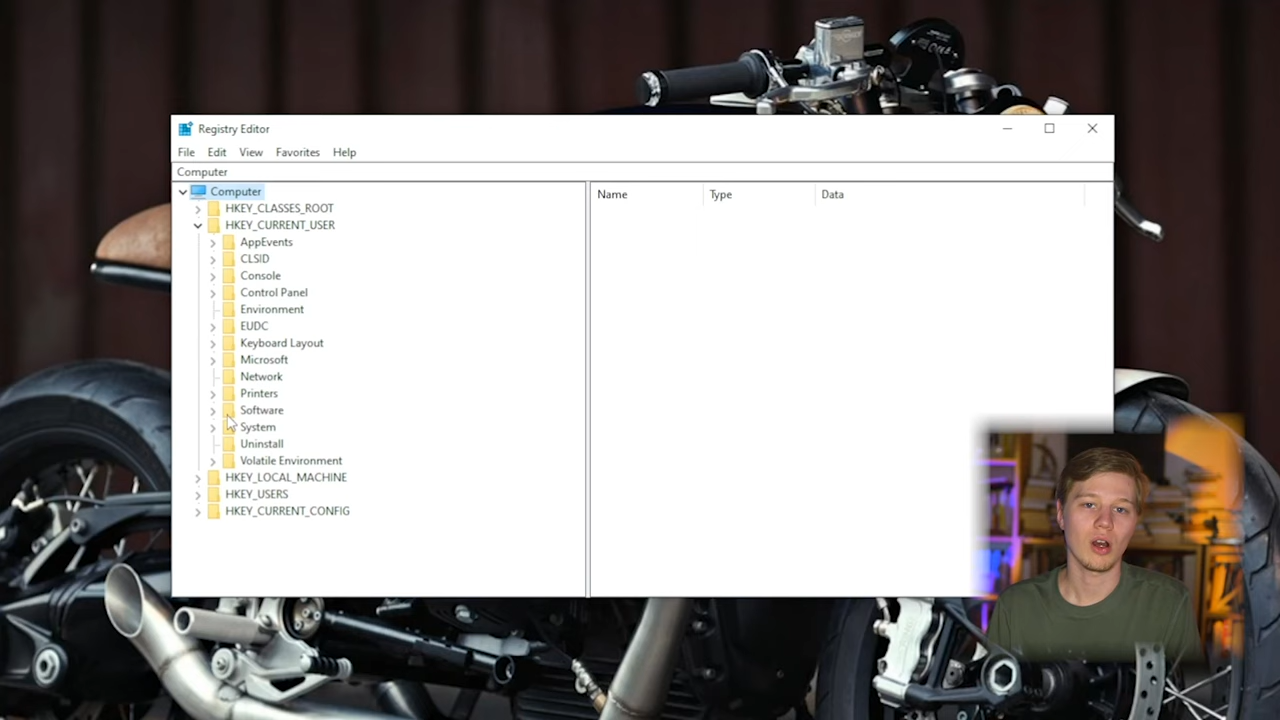 Registry Editor
File Edit View Favorites Help
Computer
Computer
HKEY_CLASSES_ROOT
HKEY_CURRENT_USER
AppEvents
CLSID
Console
Control Panel
Environment
EUDC
Keyboard Layout
Microsoft
Network
Printers
Software
System
Uninstall
Volatile Environment
HKEY_LOCAL_MACHINE
HKEY_USERS
HKEY_CURRENT_CONFIG
Name Type Data